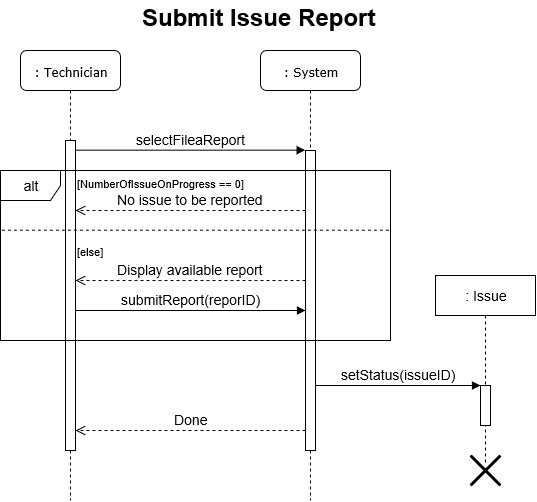 Submit Issue Report
: Technician
: System
selectFileaReport
alt
[NumberOfIssueOnProgress == 0]
No issue to be reported
[else]
Display available report
submitReport(reporID)
: Issue
setStatus(issueID)
Done